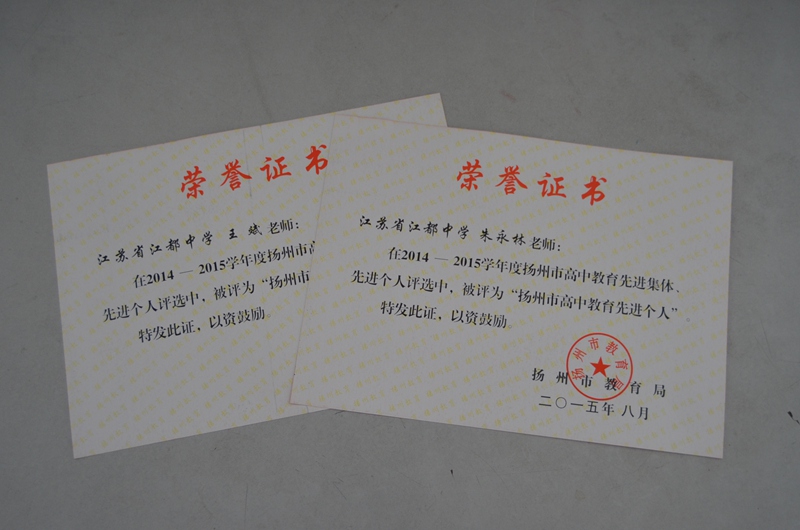 荣誉证书
江苏省江都中学 王斌 老师：
在2014 — 2015学年度扬州市高
先进个人评选中，被评为“扬州市
特发此证，以资鼓励。
荣誉证书
江苏省江都中学 朱永林 老师：
在2014 — 2015学年度扬州市高中教育先进集体、
先进个人评选中，被评为“扬州市高中教育先进个人”
特发此证，以资鼓励。
扬州市教育局
扬州市教育局
二〇一五年八月